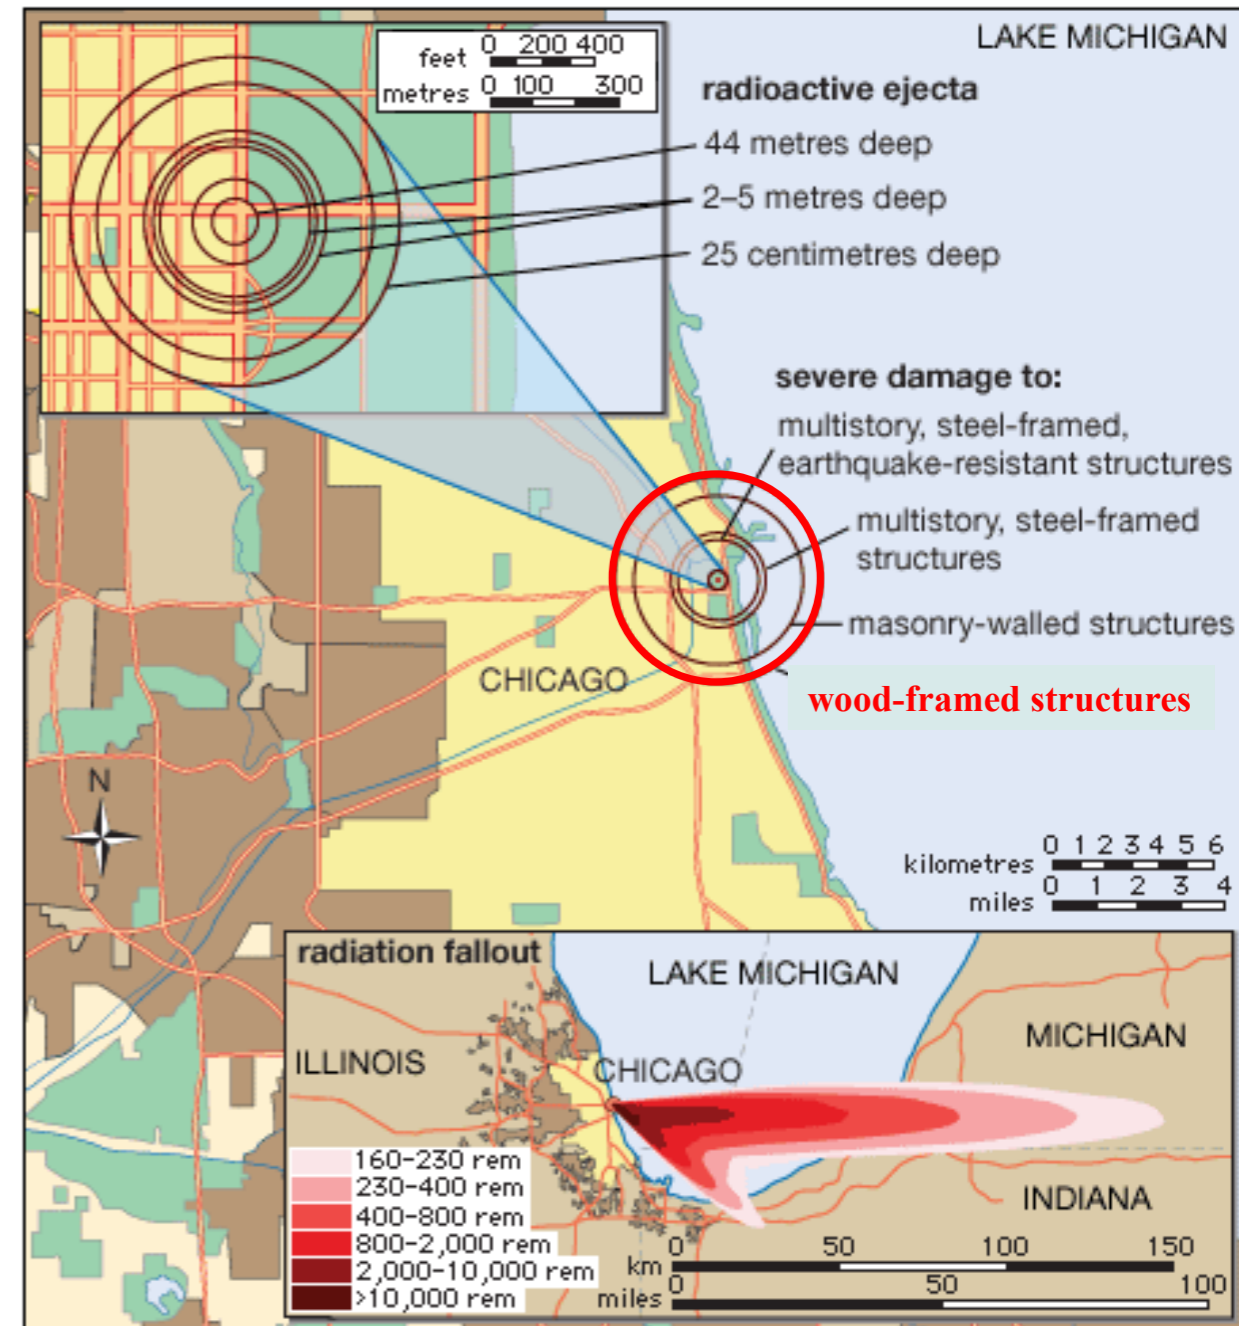 LAKE MICHIGAN
feet 0 200 400
metres 0 100 300
radioactive ejecta
44 metres deep
2–5 metres deep
25 centimetres deep
severe damage to:
multistory, steel-framed,
earthquake-resistant structures
multistory, steel-framed
structures
masonry-walled structures
wood-framed structures
CHICAGO
N
kilometres 0 1 2 3 4 5 6
miles 0 1 2 3 4
radiation fallout
LAKE MICHIGAN
MICHIGAN
ILLINOIS
CHICAGO
INDIANA
160–230 rem
230–400 rem
400–800 rem
800–2,000 rem
2,000–10,000 rem
>10,000 rem
km 0 50 100 150
miles 0 50 100